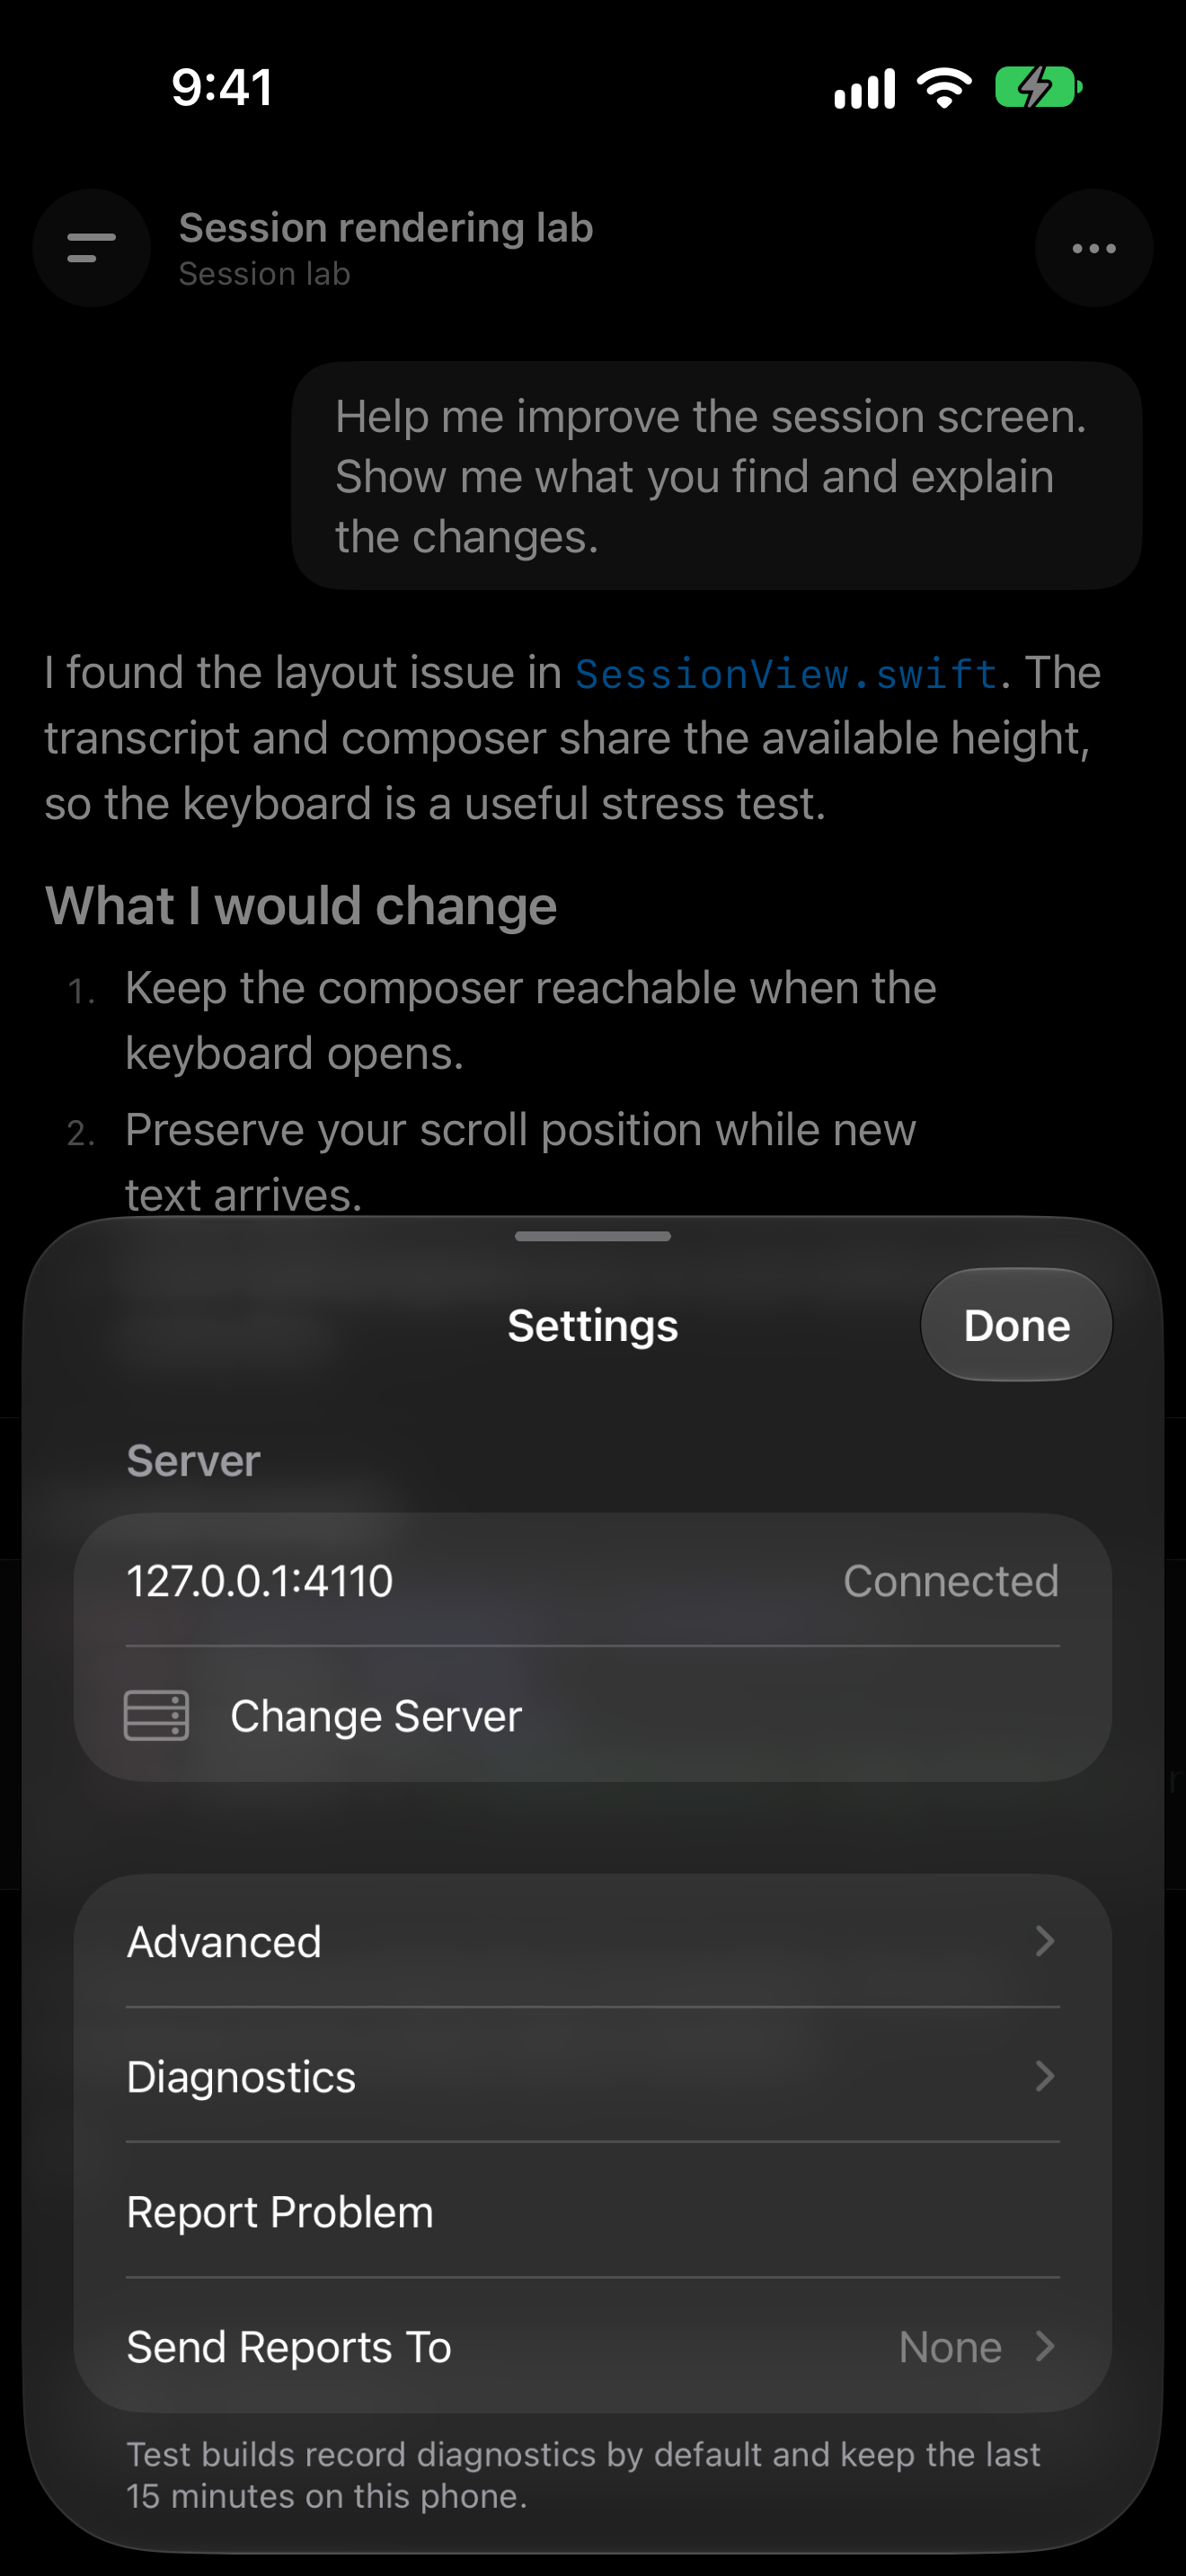 9:41
Session rendering lab
Session lab
Help me improve the session screen.
Show me what you find and explain
the changes.
I found the layout issue in SessionView.swift. The
transcript and composer share the available height,
so the keyboard is a useful stress test.
What I would change
1. Keep the composer reachable when the
keyboard opens.
2. Preserve your scroll position while new
text arrives.
Settings
Done
Server
127.0.0.1:4110 Connected
Change Server
Advanced
Diagnostics
Report Problem
Send Reports To None
Test builds record diagnostics by default and keep the last
15 minutes on this phone.